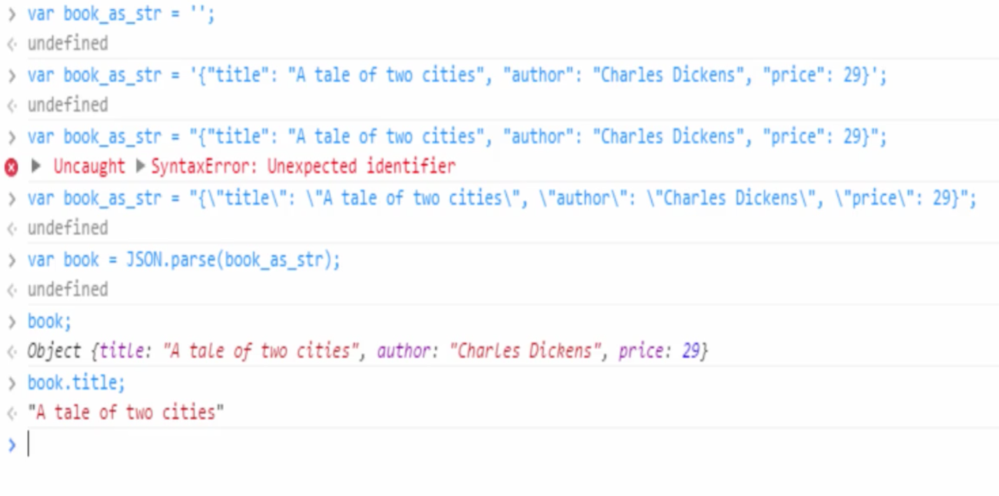 > var book_as_str = '';
< undefined
> var book_as_str = '{"title": "A tale of two cities", "author": "Charles Dickens", "price": 29}';
< undefined
> var book_as_str = "{"title": "A tale of two cities", "author": "Charles Dickens", "price": 29}";
▶ Uncaught ▶ SyntaxError: Unexpected identifier
> var book_as_str = "{\"title\": \"A tale of two cities\", \"author\": \"Charles Dickens\", \"price\": 29}";
< undefined
> var book = JSON.parse(book_as_str);
< undefined
> book;
< Object {title: "A tale of two cities", author: "Charles Dickens", price: 29}
> book.title;
< "A tale of two cities"
>